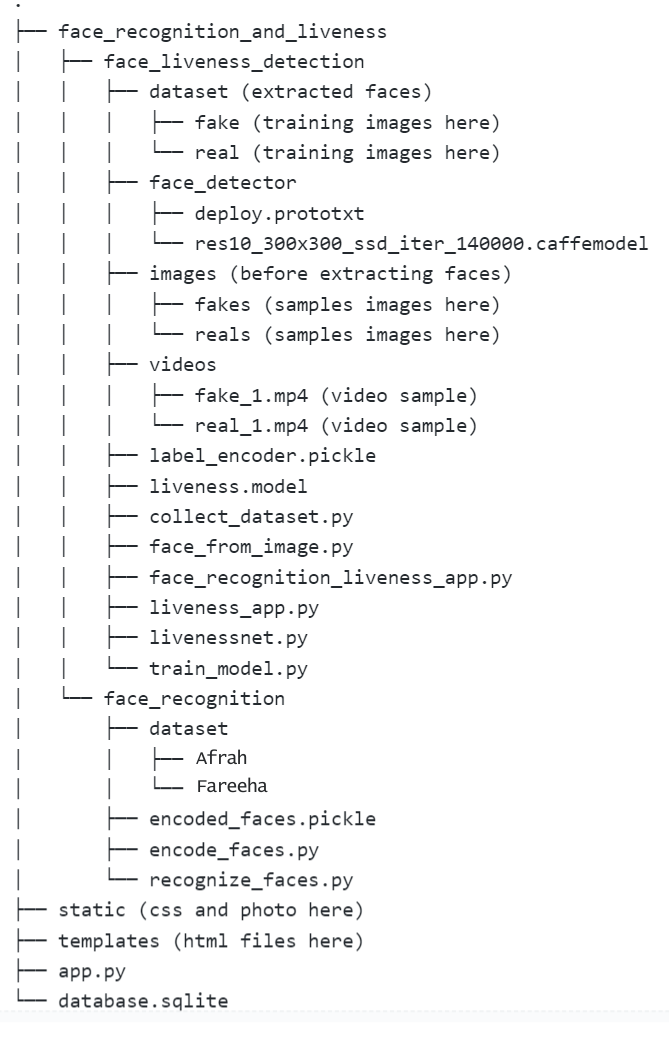 .
├── face_recognition_and_liveness
│   ├── face_liveness_detection
│   │   ├── dataset (extracted faces)
│   │   │   ├── fake (training images here)
│   │   │   └── real (training images here)
│   │   ├── face_detector
│   │   │   ├── deploy.prototxt
│   │   │   └── res10_300x300_ssd_iter_140000.caffemodel
│   │   ├── images (before extracting faces)
│   │   │   ├── fakes (samples images here)
│   │   │   └── reals (samples images here)
│   │   ├── videos
│   │   │   ├── fake_1.mp4 (video sample)
│   │   │   └── real_1.mp4 (video sample)
│   │   ├── label_encoder.pickle
│   │   ├── liveness.model
│   │   ├── collect_dataset.py
│   │   ├── face_from_image.py
│   │   ├── face_recognition_liveness_app.py
│   │   ├── liveness_app.py
│   │   ├── livenessnet.py
│   │   └── train_model.py
│   └── face_recognition
│       ├── dataset
│       │   ├── Afrah
│       │   └── Fareeha
│       ├── encoded_faces.pickle
│       ├── encode_faces.py
│       └── recognize_faces.py
├── static (css and photo here)
├── templates (html files here)
├── app.py
└── database.sqlite